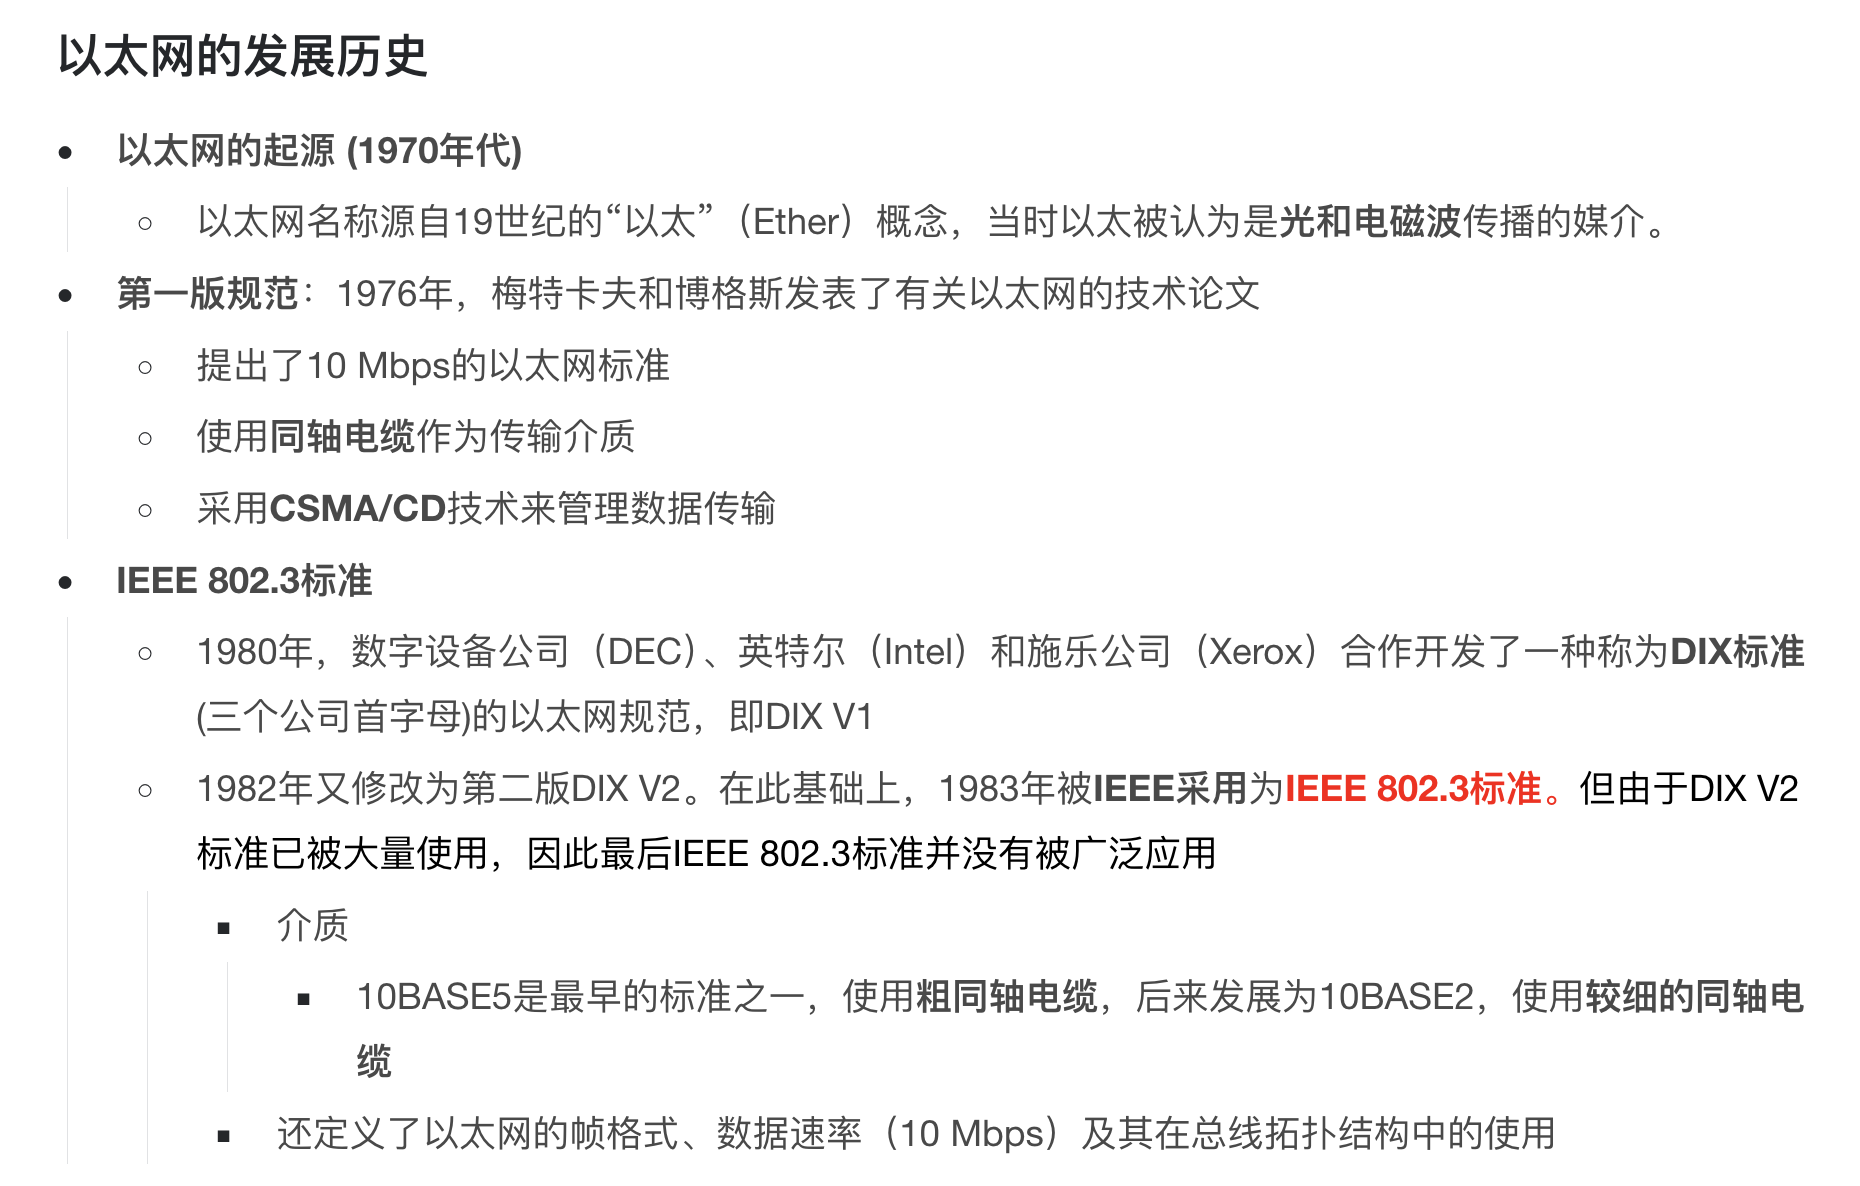 以太网的发展历史
以太网的起源 (1970年代)
以太网名称源自19世纪的“以太”（Ether）概念，当时以太被认为是光和电磁波传播的媒介。
第一版规范：1976年，梅特卡夫和博格斯发表了有关以太网的技术论文
提出了10 Mbps的以太网标准
使用同轴电缆作为传输介质
采用CSMA/CD技术来管理数据传输
IEEE 802.3标准
1980年，数字设备公司（DEC）、英特尔（Intel）和施乐公司（Xerox）合作开发了一种称为DIX标准
(三个公司首字母)的以太网规范，即DIX V1
1982年又修改为第二版DIX V2。在此基础上，1983年被IEEE采用为IEEE 802.3标准。但由于DIX V2
标准已被大量使用，因此最后IEEE 802.3标准并没有被广泛应用
介质
10BASE5是最早的标准之一，使用粗同轴电缆，后来发展为10BASE2，使用较细的同轴电
缆
还定义了以太网的帧格式、数据速率（10 Mbps）及其在总线拓扑结构中的使用